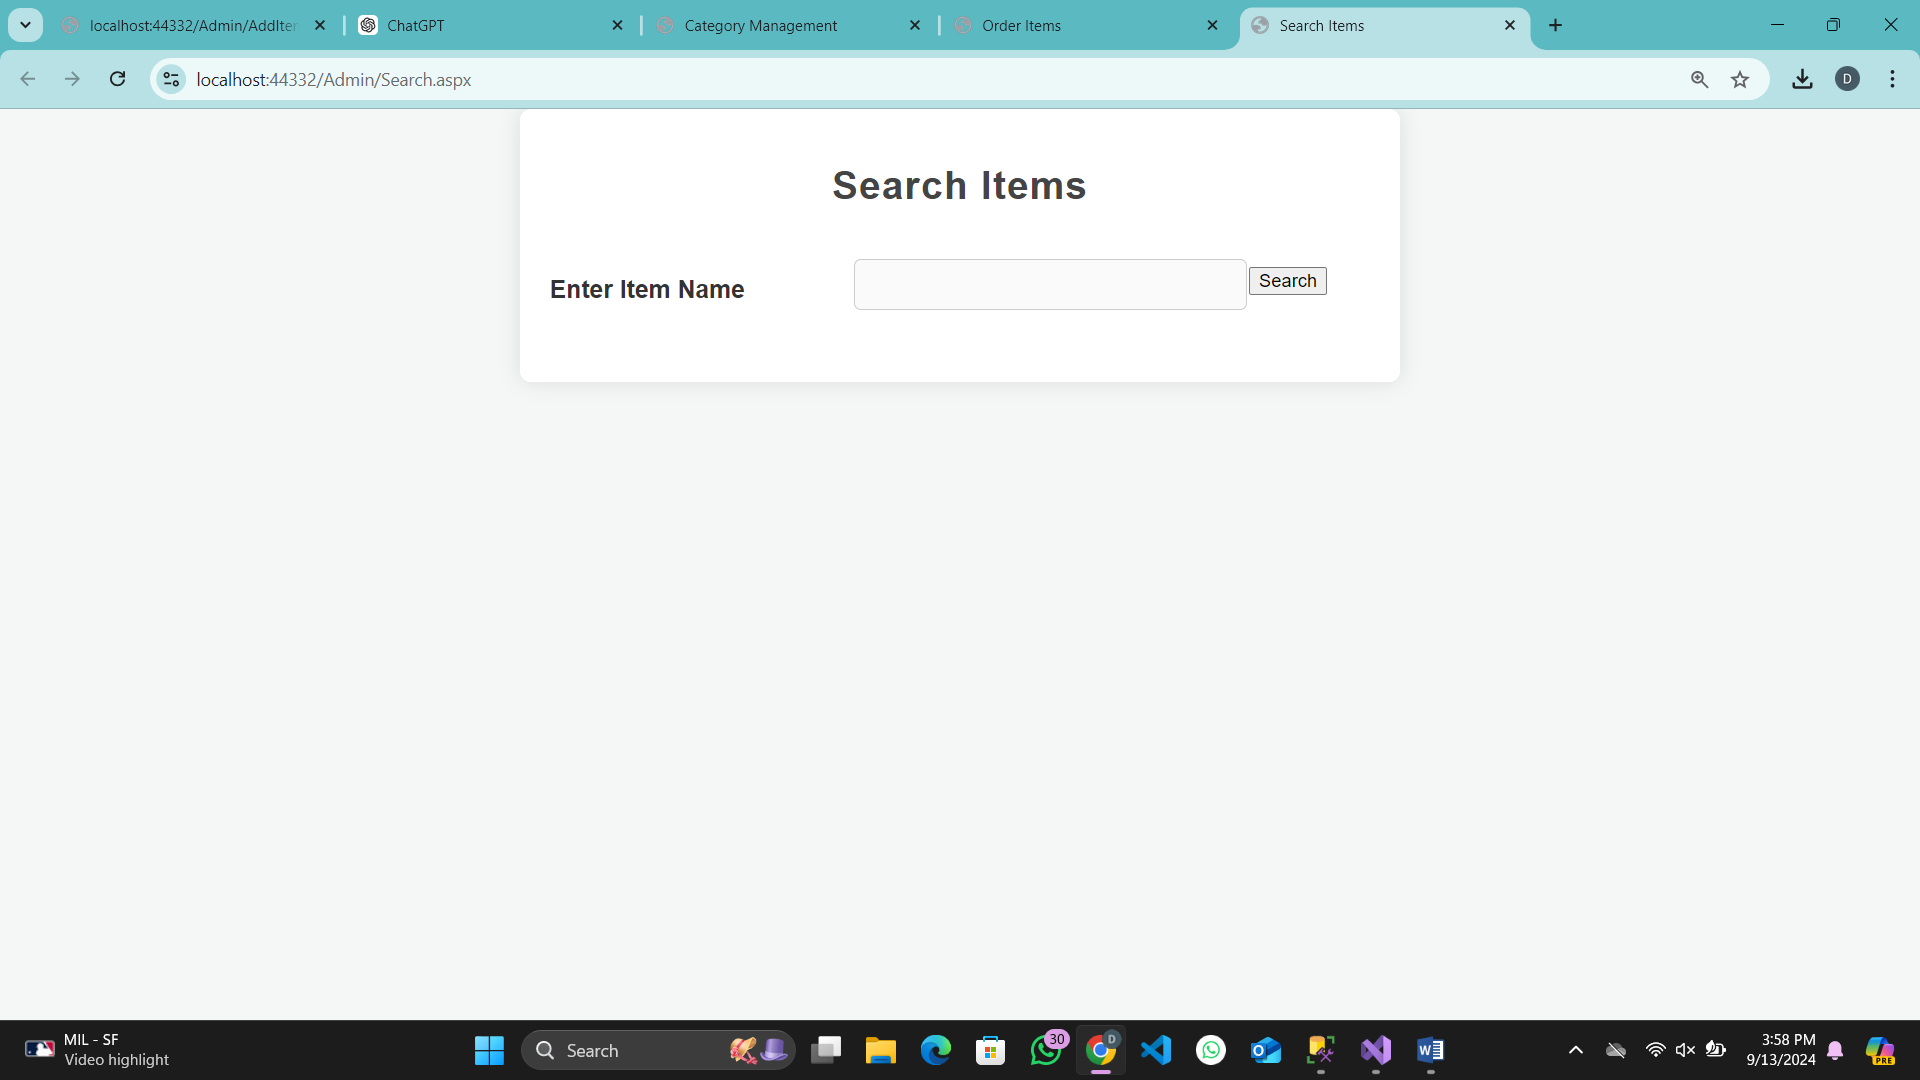 localhost:44332/Admin/AddIter
ChatGPT
Category Management
Order Items
Search Items
localhost:44332/Admin/Search.aspx
D
Search Items
Enter Item Name
Search
MIL - SF
Video highlight
Search
30
D
3:58 PM
9/13/2024
PRE